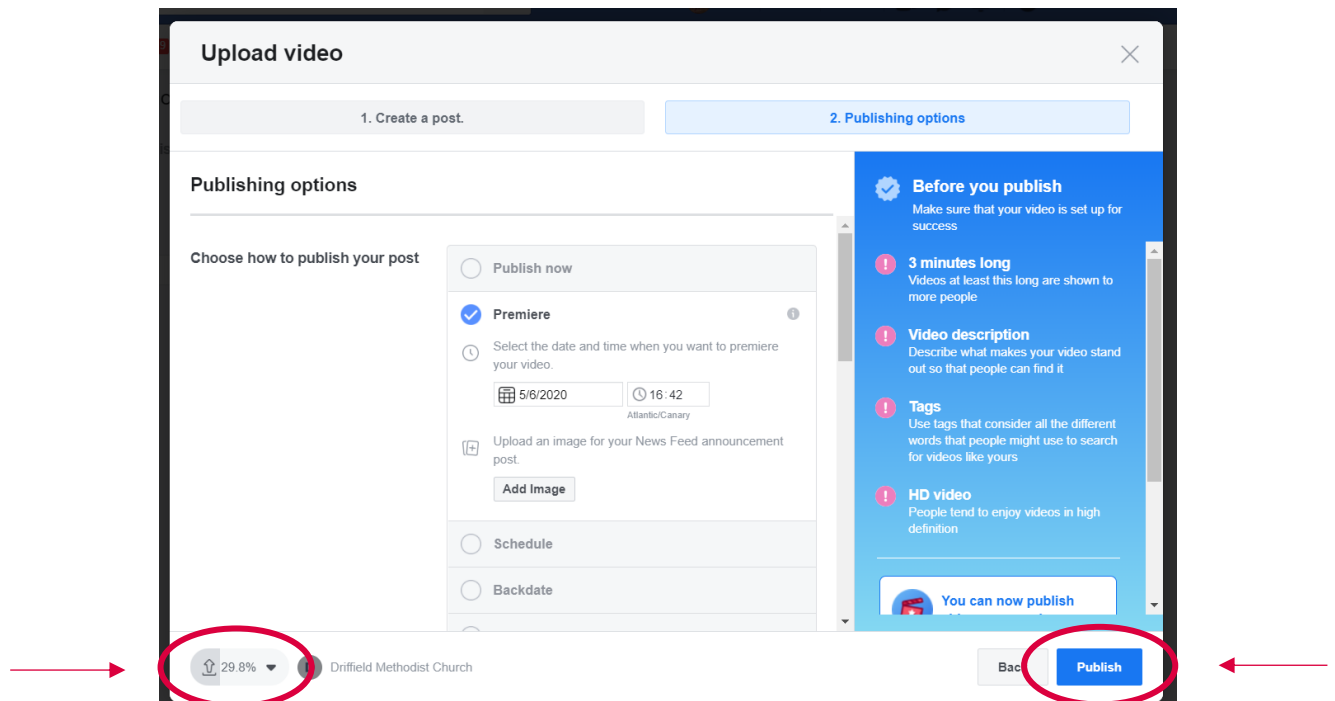 Upload video
1. Create a post.
2. Publishing options
Publishing options
Choose how to publish your post
Publish now
Premiere
Select the date and time when you want to premiere
your video.
5/6/2020
16:42
Atlantic/Canary
Upload an image for your News Feed announcement
post.
Add Image
Schedule
Backdate
Before you publish
Make sure that your video is set up for
success
3 minutes long
Videos at least this long are shown to
more people
Video description
Describe what makes your video stand
out so that people can find it
Tags
Use tags that consider all the different
words that people might use to search
for videos like yours
HD video
People tend to enjoy videos in high
definition
You can now publish
29.8%
Driffield Methodist Church
Bac
Publish